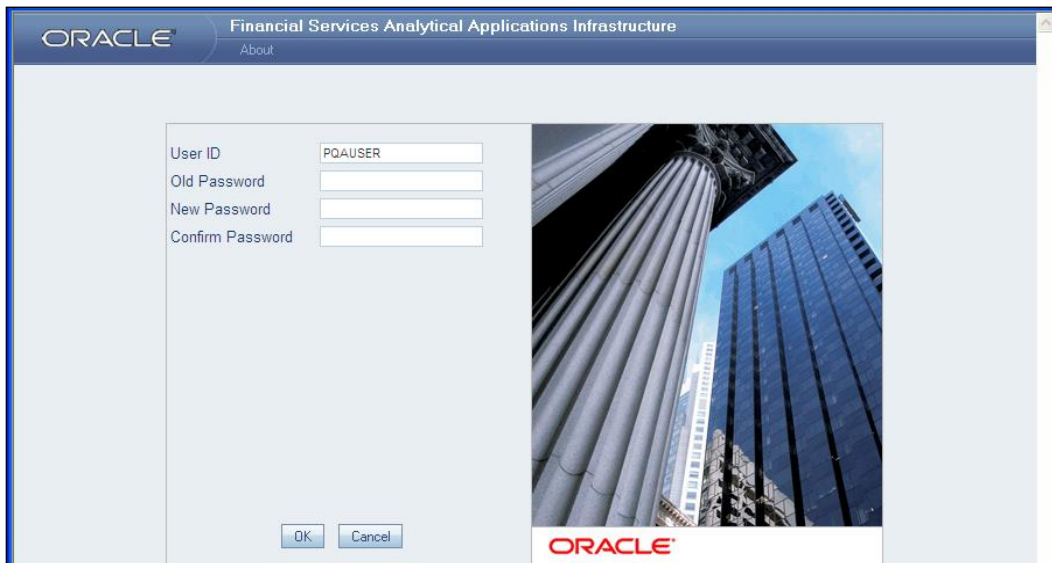 ORACLE
Financial Services Analytical Applications Infrastructure
About
User ID PQAUSER
Old Password
New Password
Confirm Password
OK Cancel
ORACLE